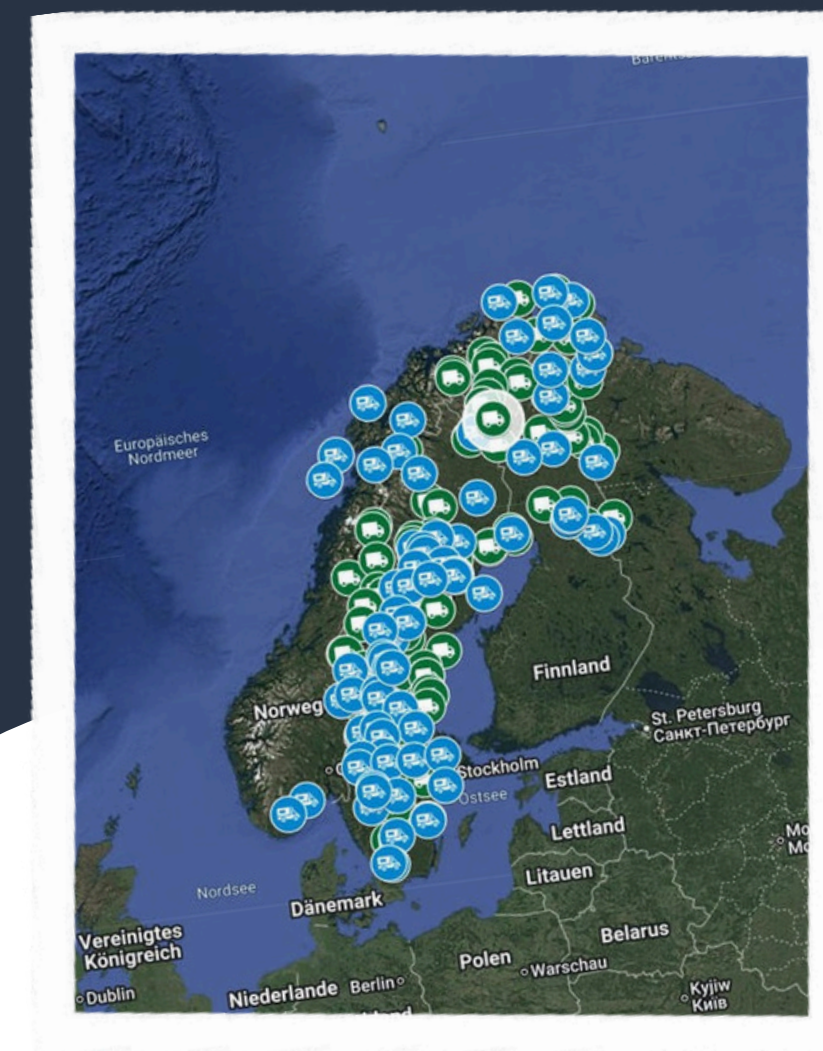 Europäisches
Nordmeer
Finnland
Norweg
St. Petersburg
Санкт-Петербург
Stockholm
Estland
Ostsee
Lettland
Litauen
Nordsee
Dänemark
Vereinigtes
Königreich
Belarus
Polen
Warschau
Dublin
Niederlande
Berlin
Kyjiw
Київ